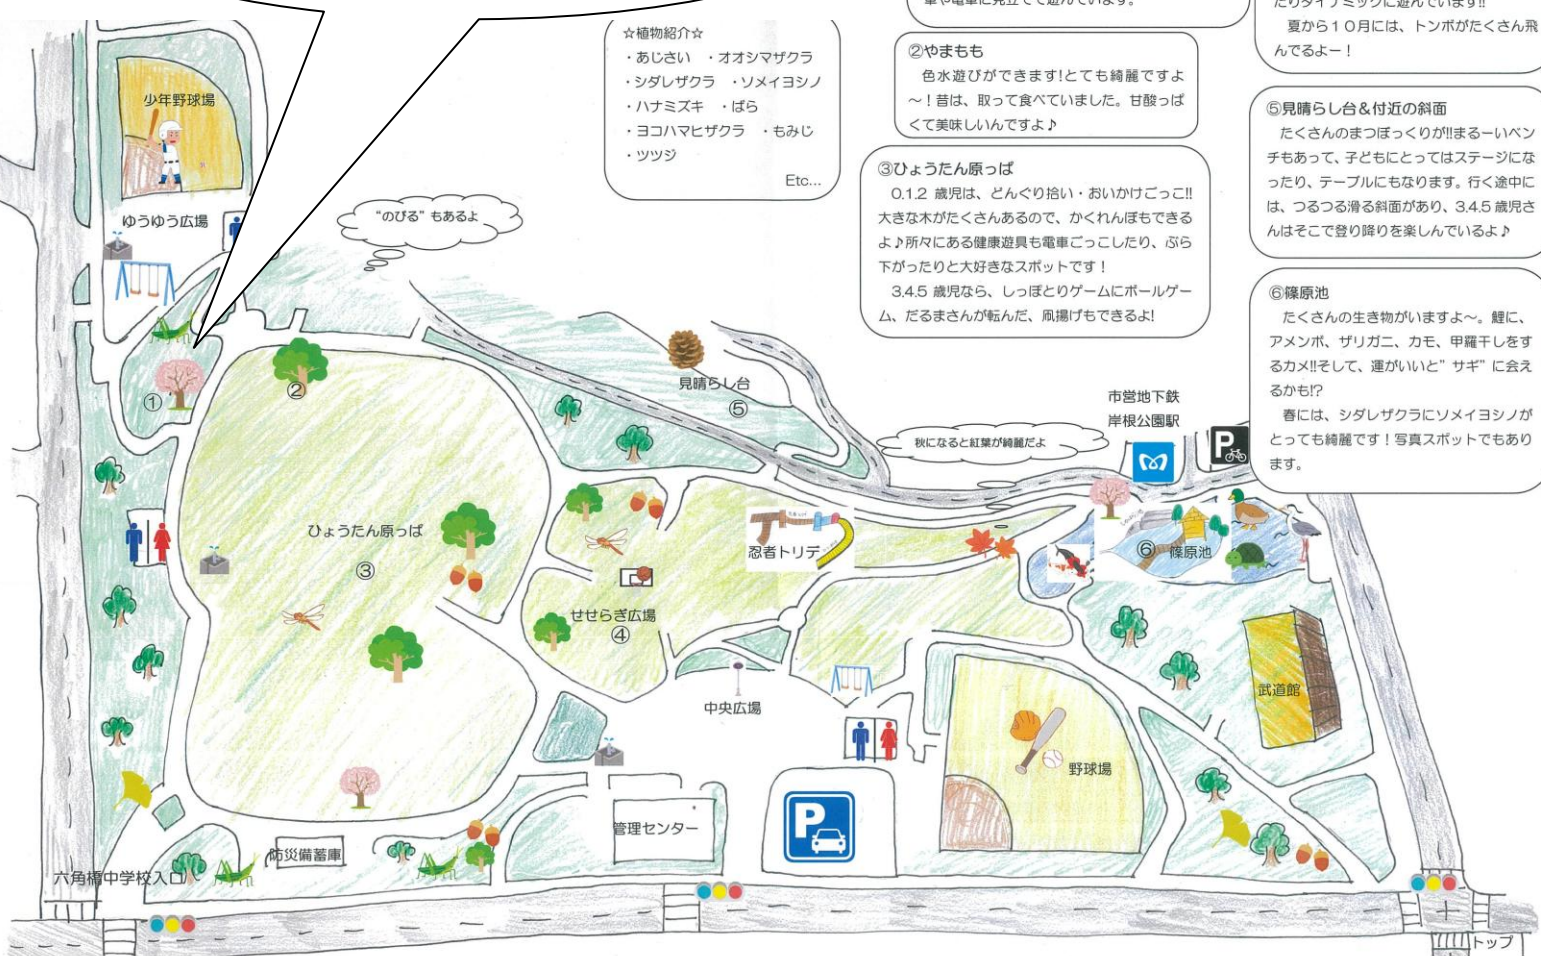 車や電車に見立てて遊んでいます。
たりダイナミックに遊んでいます!!
夏から10月には、トンボがたくさん飛
んでるよー！
☆植物紹介☆
・あじさい ・オオシマザクラ
・シダレザクラ ・ソメイヨシノ
・ハナミズキ ・ばら
・ヨコハマヒザクラ ・もみじ
・ツツジ
Etc...
②やまもも
色水遊びができます!とても綺麗ですよ
～！昔は、取って食べていました。甘酸っぱ
くて美味しいんですよ♪
③ひょうたん原っぱ
0.1.2 歳児は、どんぐり拾い・おいかけごっこ!!
大きな木がたくさんあるので、かくれんぼもできる
よ♪所々にある健康遊具も電車ごっこしたり、ぶら
下がったりと大好きなスポットです！
3.4.5 歳児なら、しっぽとりゲームにボールゲー
ム、だるまさんが転んだ、凧揚げもできるよ!
⑤見晴らし台&付近の斜面
たくさんのまつぼっくりが!!まるーいベン
チもあって、子どもにとってはステージにな
ったり、テーブルにもなります。行く途中に
は、つるつる滑る斜面があり、3.4.5 歳児さ
んはそこで登り降りを楽しんでいるよ♪
⑥篠原池
たくさんの生き物がいますよ～。鯉に、
アメンボ、ザリガニ、カモ、甲羅干しをす
るカメ!!そして、運がいいと” サギ” に会え
るかも!?
春には、シダレザクラにソメイヨシノが
とっても綺麗です！写真スポットでもあり
ます。
少年野球場
ゆうゆう広場
“のびる” もあるよ
①
②
見晴らし台
⑤
秋になると紅葉が綺麗だよ
市営地下鉄
岸根公園駅
P
ひょうたん原っぱ
③
忍者トリデ
⑥ 篠原池
せせらぎ広場
④
中央広場
武道館
野球場
P
管理センター
防災備蓄庫
六角橋中学校入口
トップ